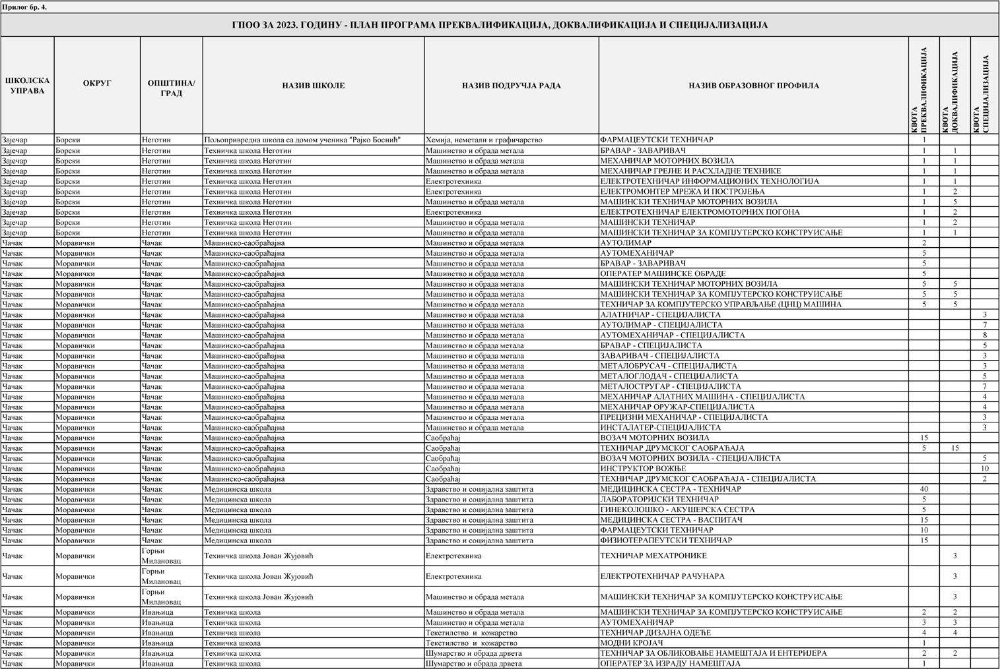 Прилог бр. 4.
ГПОО ЗА 2023. ГОДИНУ - ПЛАН ПРОГРАМА ПРЕКВАЛИФИКАЦИЈА, ДОКВАЛИФИКАЦИЈА И СПЕЦИЈАЛИЗАЦИЈА
ШКОЛСКА УПРАВА ОКРУГ ОПШТИНА/ ГРАД НАЗИВ ШКОЛЕ НАЗИВ ПОДРУЧЈА РАДА НАЗИВ ОБРАЗОВНОГ ПРОФИЛА КВОТА ПРЕКВАЛИФИКАЦИЈА КВОТА ДОКВАЛИФИКАЦИЈА КВОТА СПЕЦИЈАЛИЗАЦИЈА
Зајечар Борски Неготин Пољопривредна школа са домом ученика "Рајко Боснић" Хемија, неметали и графичарство ФАРМАЦЕУТСКИ ТЕХНИЧАР 1
Зајечар Борски Неготин Техничка школа Неготин Машинство и обрада метала БРАВАР - ЗАВАРИВАЧ 1 1
Зајечар Борски Неготин Техничка школа Неготин Машинство и обрада метала МЕХАНИЧАР МОТОРНИХ ВОЗИЛА 1 1
Зајечар Борски Неготин Техничка школа Неготин Машинство и обрада метала МЕХАНИЧАР ГРЕЈНЕ И РАСХЛАДНЕ ТЕХНИКЕ 1 1
Зајечар Борски Неготин Техничка школа Неготин Електротехника ЕЛЕКТРОТЕХНИЧАР ИНФОРМАЦИОНИХ ТЕХНОЛОГИЈА 1 1
Зајечар Борски Неготин Техничка школа Неготин Електротехника ЕЛЕКТРОМОНТЕР МРЕЖА И ПОСТРОЈЕЊА 1 2
Зајечар Борски Неготин Техничка школа Неготин Машинство и обрада метала МАШИНСКИ ТЕХНИЧАР МОТОРНИХ ВОЗИЛА 1 5
Зајечар Борски Неготин Техничка школа Неготин Електротехника ЕЛЕКТРОТЕХНИЧАР ЕЛЕКТРОМОТОРНИХ ПОГОНА 1 2
Зајечар Борски Неготин Техничка школа Неготин Машинство и обрада метала МАШИНСКИ ТЕХНИЧАР 1 2
Зајечар Борски Неготин Техничка школа Неготин Машинство и обрада метала МАШИНСКИ ТЕХНИЧАР ЗА КОМПЈУТЕРСКО КОНСТРУИСАЊЕ 1 1
Чачак Моравички Чачак Машинско-саобраћајна Машинство и обрада метала АУТОЛИМАР 2
Чачак Моравички Чачак Машинско-саобраћајна Машинство и обрада метала АУТОМЕХАНИЧАР 5
Чачак Моравички Чачак Машинско-саобраћајна Машинство и обрада метала БРАВАР - ЗАВАРИВАЧ 5
Чачак Моравички Чачак Машинско-саобраћајна Машинство и обрада метала ОПЕРАТЕР МАШИНСКЕ ОБРАДЕ 5
Чачак Моравички Чачак Машинско-саобраћајна Машинство и обрада метала МАШИНСКИ ТЕХНИЧАР МОТОРНИХ ВОЗИЛА 5 5
Чачак Моравички Чачак Машинско-саобраћајна Машинство и обрада метала МАШИНСКИ ТЕХНИЧАР ЗА КОМПЈУТЕРСКО КОНСТРУИСАЊЕ 5 5
Чачак Моравички Чачак Машинско-саобраћајна Машинство и обрада метала ТЕХНИЧАР ЗА КОМПЈУТЕРСКО УПРАВЉАЊЕ (ЦНЦ) МАШИНА 5 5
Чачак Моравички Чачак Машинско-саобраћајна Машинство и обрада метала АЛАТНИЧАР - СПЕЦИЈАЛИСТА 3
Чачак Моравички Чачак Машинско-саобраћајна Машинство и обрада метала АУТОЛИМАР - СПЕЦИЈАЛИСТА 7
Чачак Моравички Чачак Машинско-саобраћајна Машинство и обрада метала АУТОМЕХАНИЧАР - СПЕЦИЈАЛИСТА 8
Чачак Моравички Чачак Машинско-саобраћајна Машинство и обрада метала БРАВАР - СПЕЦИЈАЛИСТА 5
Чачак Моравички Чачак Машинско-саобраћајна Машинство и обрада метала ЗАВАРИВАЧ - СПЕЦИЈАЛИСТА 3
Чачак Моравички Чачак Машинско-саобраћајна Машинство и обрада метала МЕТАЛОБРУСАЧ - СПЕЦИЈАЛИСТА 3
Чачак Моравички Чачак Машинско-саобраћајна Машинство и обрада метала МЕТАЛОГЛОДАЧ - СПЕЦИЈАЛИСТА 5
Чачак Моравички Чачак Машинско-саобраћајна Машинство и обрада метала МЕТАЛОСТРУГАР - СПЕЦИЈАЛИСТА 7
Чачак Моравички Чачак Машинско-саобраћајна Машинство и обрада метала МЕХАНИЧАР АЛАТНИХ МАШИНА - СПЕЦИЈАЛИСТА 4
Чачак Моравички Чачак Машинско-саобраћајна Машинство и обрада метала МЕХАНИЧАР ОРУЖАР-СПЕЦИЈАЛИСТА 4
Чачак Моравички Чачак Машинско-саобраћајна Машинство и обрада метала ПРЕЦИЗНИ МЕХАНИЧАР - СПЕЦИЈАЛИСТА 3
Чачак Моравички Чачак Машинско-саобраћајна Машинство и обрада метала ИНСТАЛАТЕР-СПЕЦИЈАЛИСТА 3
Чачак Моравички Чачак Машинско-саобраћајна Саобраћај ВОЗАЧ МОТОРНИХ ВОЗИЛА 15
Чачак Моравички Чачак Машинско-саобраћајна Саобраћај ТЕХНИЧАР ДРУМСКОГ САОБРАЋАЈА 5 15
Чачак Моравички Чачак Машинско-саобраћајна Саобраћај ВОЗАЧ МОТОРНИХ ВОЗИЛА - СПЕЦИЈАЛИСТА 5
Чачак Моравички Чачак Машинско-саобраћајна Саобраћај ИНСТРУКТОР ВОЖЊЕ 10
Чачак Моравички Чачак Машинско-саобраћајна Саобраћај ТЕХНИЧАР ДРУМСКОГ САОБРАЋАЈА - СПЕЦИЈАЛИСТА 2
Чачак Моравички Чачак Медицинска школа Здравство и социјална заштита МЕДИЦИНСКА СЕСТРА - ТЕХНИЧАР 40
Чачак Моравички Чачак Медицинска школа Здравство и социјална заштита ЛАБОРАТОРИЈСКИ ТЕХНИЧАР 5
Чачак Моравички Чачак Медицинска школа Здравство и социјална заштита ГИНЕКОЛОШКО - АКУШЕРСКА СЕСТРА 5
Чачак Моравички Чачак Медицинска школа Здравство и социјална заштита МЕДИЦИНСКА СЕСТРА - ВАСПИТАЧ 15
Чачак Моравички Чачак Медицинска школа Здравство и социјална заштита ФАРМАЦЕУТСКИ ТЕХНИЧАР 10
Чачак Моравички Чачак Медицинска школа Здравство и социјална заштита ФИЗИОТЕРАПЕУТСКИ ТЕХНИЧАР 15
Чачак Моравички Горњи Милановац Техничка школа Јован Жујовић Електротехника ТЕХНИЧАР МЕХАТРОНИКЕ 3
Чачак Моравички Горњи Милановац Техничка школа Јован Жујовић Електротехника ЕЛЕКТРОТЕХНИЧАР РАЧУНАРА 3
Чачак Моравички Горњи Милановац Техничка школа Јован Жујовић Машинство и обрада метала МАШИНСКИ ТЕХНИЧАР ЗА КОМПЈУТЕРСКО КОНСТРУИСАЊЕ 3
Чачак Моравички Ивањица Техничка школа Машинство и обрада метала МАШИНСКИ ТЕХНИЧАР ЗА КОМПЈУТЕРСКО КОНСТРУИСАЊЕ 2 2
Чачак Моравички Ивањица Техничка школа Машинство и обрада метала АУТОМЕХАНИЧАР 3 3
Чачак Моравички Ивањица Техничка школа Текстилство и кожарство ТЕХНИЧАР ДИЗАЈНА ОДЕЋЕ 4 4
Чачак Моравички Ивањица Техничка школа Текстилство и кожарство МОДНИ КРОЈАЧ 1
Чачак Моравички Ивањица Техничка школа Шумарство и обрада дрвета ТЕХНИЧАР ЗА ОБЛИКОВАЊЕ НАМЕШТАЈА И ЕНТЕРИЈЕРА 2 2
Чачак Моравички Ивањица Техничка школа Шумарство и обрада дрвета ОПЕРАТЕР ЗА ИЗРАДУ НАМЕШТАЈА 1